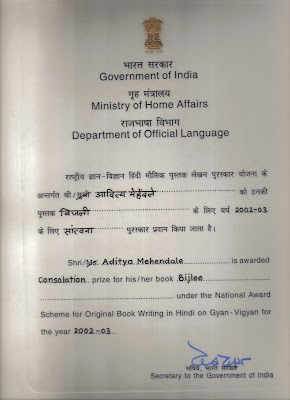 भारत सरकार
Government of India
गृह मंत्रालय
Ministry of Home Affairs
राजभाषा विभाग
Department of Official Language
राष्ट्रीय ज्ञान-विज्ञान हिंदी मौलिक पुस्तक लेखन पुरस्कार योजना के
अन्तर्गत श्री/सुश्री आदित्य मेहेंदले को उनकी
पुस्तक बिजली के लिए वर्ष 2002-03
के लिए सांत्वना पुरस्कार प्रदान किया जाता है।
Shri/Ms. Aditya Mehendale is awarded
Consolation prize for his/her book Bijlee
under the National Award
Scheme for Original Book Writing in Hindi on Gyan-Vigyan for
the year 2002-03
सचिव, भारत सरकार
Secretary to the Government of India